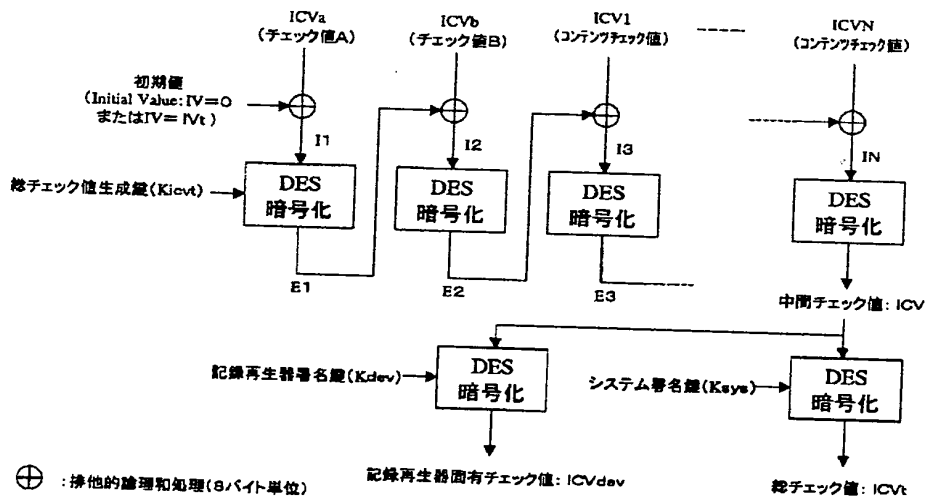 ICVa
(チェック値A)
ICVb
(チェック値B)
ICV1
(コンテンツチェック値)
ICVN
(コンテンツチェック値)
初期値
(Initial Value:IV=0
またはIV=IVt)
I1
I2
I3
IN
総チェック値生成鍵(Kicvt)
DES
暗号化
DES
暗号化
DES
暗号化
DES
暗号化
E1
E2
E3
中間チェック値:ICV
記録再生器署名鍵(Kdev)
DES
暗号化
システム署名鍵(Ksys)
DES
暗号化
⊕:排他的論理和処理(8バイト単位)
記録再生器固有チェック値:ICVdev
総チェック値:ICVt